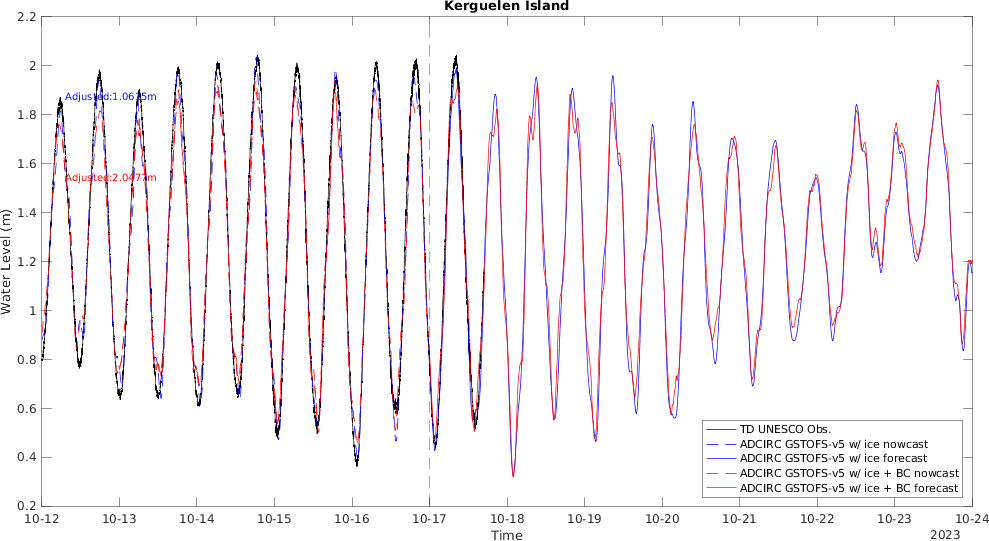 Kerguelen Island
2.2
2
1.8
1.6
1.4
1.2
1
0.8
0.6
0.4
0.2
Water Level (m)
Adjusted:1.0615m
Adjusted:2.0477m
TD UNESCO Obs.
ADCIRC GSTOFS-v5 w/ ice nowcast
ADCIRC GSTOFS-v5 w/ ice forecast
ADCIRC GSTOFS-v5 w/ ice + BC nowcast
ADCIRC GSTOFS-v5 w/ ice + BC forecast
10-12 10-13 10-14 10-15 10-16 10-17 10-18 10-19 10-20 10-21 10-22 10-23 10-24
Time
2023